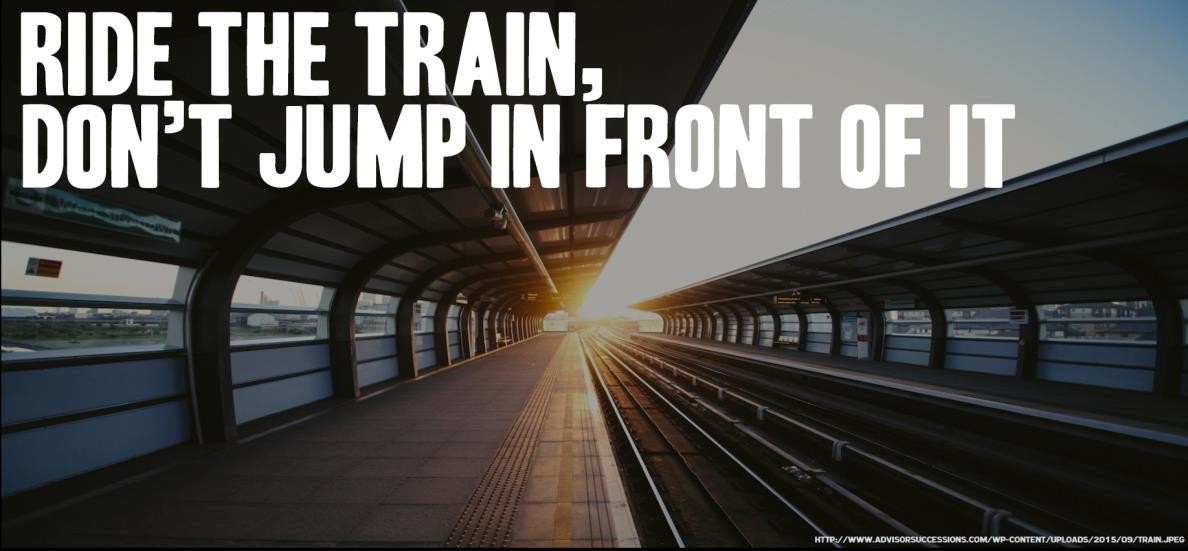 RIDE THE TRAIN,
DON'T JUMP IN FRONT OF IT
HTTP://WWW.ADVISORSUCCESSIONS.COM/WP-CONTENT/UPLOADS/2015/09/TRAIN.JPEG